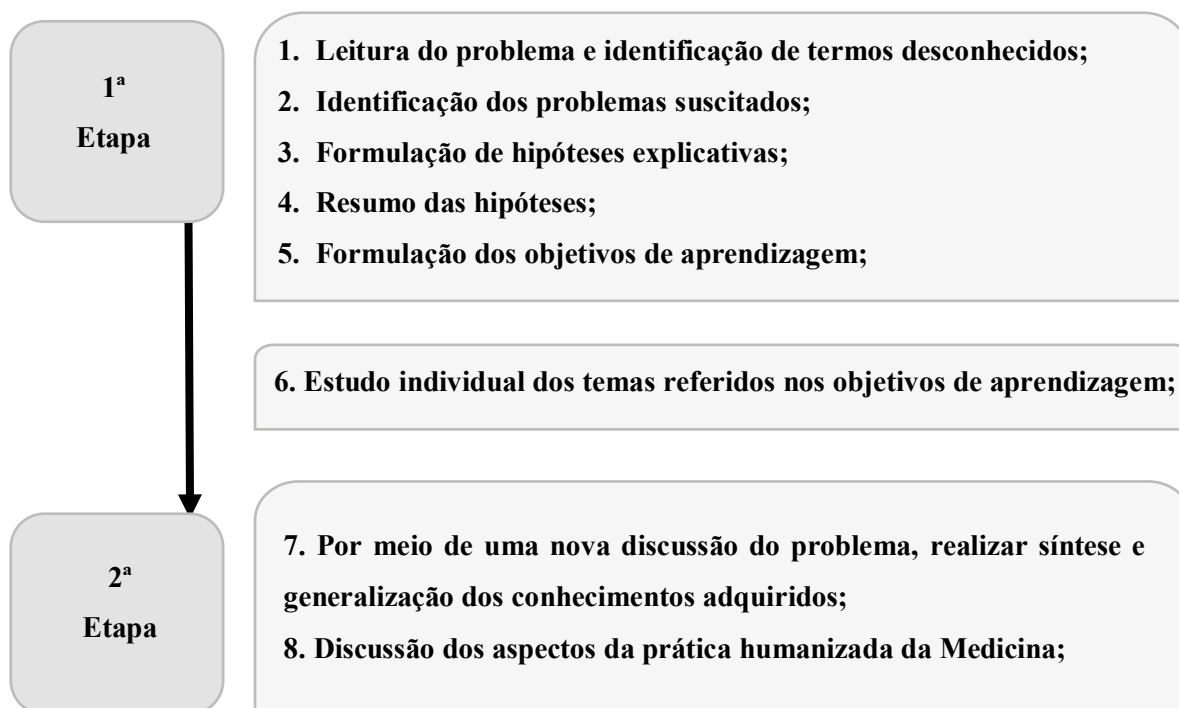 1ª
Etapa
1. Leitura do problema e identificação de termos desconhecidos;
2. Identificação dos problemas suscitados;
3. Formulação de hipóteses explicativas;
4. Resumo das hipóteses;
5. Formulação dos objetivos de aprendizagem;
6. Estudo individual dos temas referidos nos objetivos de aprendizagem;
2ª
Etapa
7. Por meio de uma nova discussão do problema, realizar síntese e
generalização dos conhecimentos adquiridos;
8. Discussão dos aspectos da prática humanizada da Medicina;